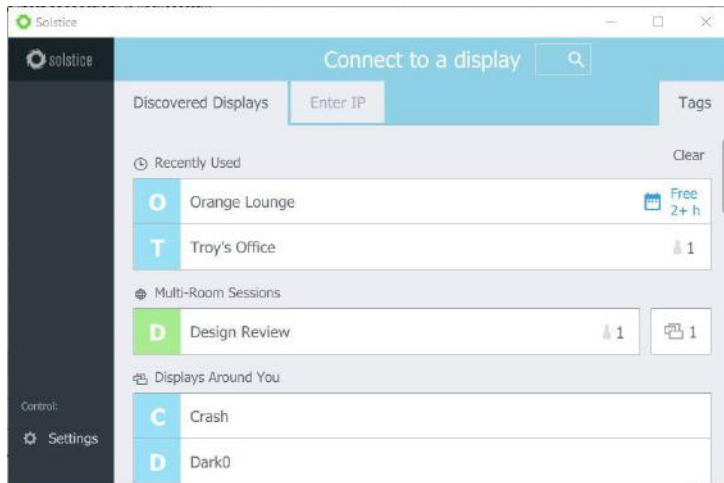 Solstice
solstice
Connect to a display
Discovered Displays
Enter IP
Tags
Recently Used
Clear
O
Orange Lounge
Free
2+ h
T
Troy's Office
1
Multi-Room Sessions
D
Design Review
1
1
Displays Around You
C
Crash
D
Dark0
Control:
Settings